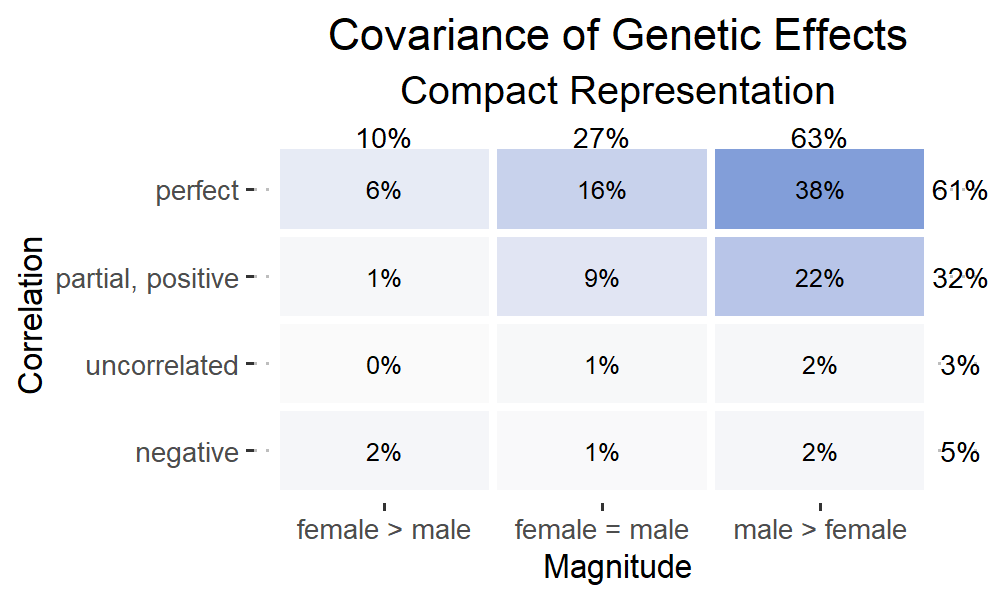 Covariance of Genetic Effects
Compact Representation
10% 27% 63%
perfect 6% 16% 38% 61%
partial, positive 1% 9% 22% 32%
uncorrelated 0% 1% 2% 3%
negative 2% 1% 2% 5%
Correlation
female > male female = male male > female
Magnitude